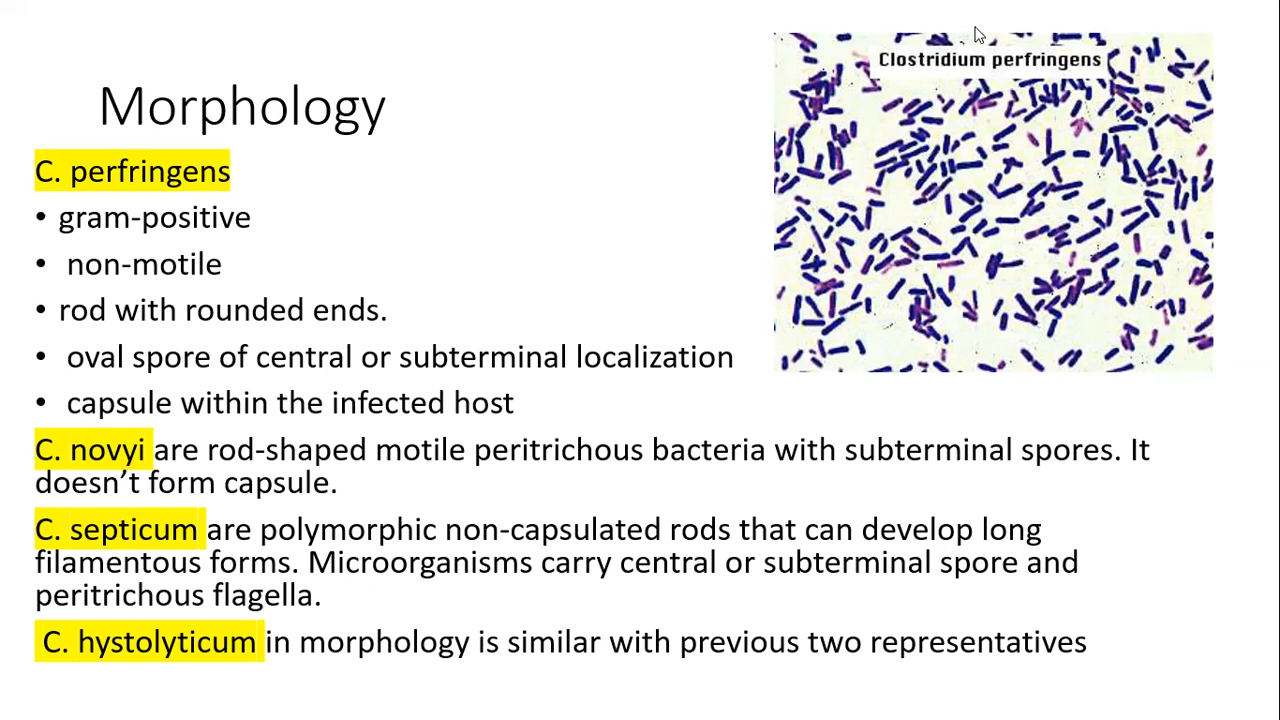 Clostridium perfringens
Morphology
C. perfringens
• gram-positive
• non-motile
• rod with rounded ends.
• oval spore of central or subterminal localization
• capsule within the infected host
C. novyi are rod-shaped motile peritrichous bacteria with subterminal spores. It
doesn’t form capsule.
C. septicum are polymorphic non-capsulated rods that can develop long
filamentous forms. Microorganisms carry central or subterminal spore and
peritrichous flagella.
C. hystolyticum in morphology is similar with previous two representatives